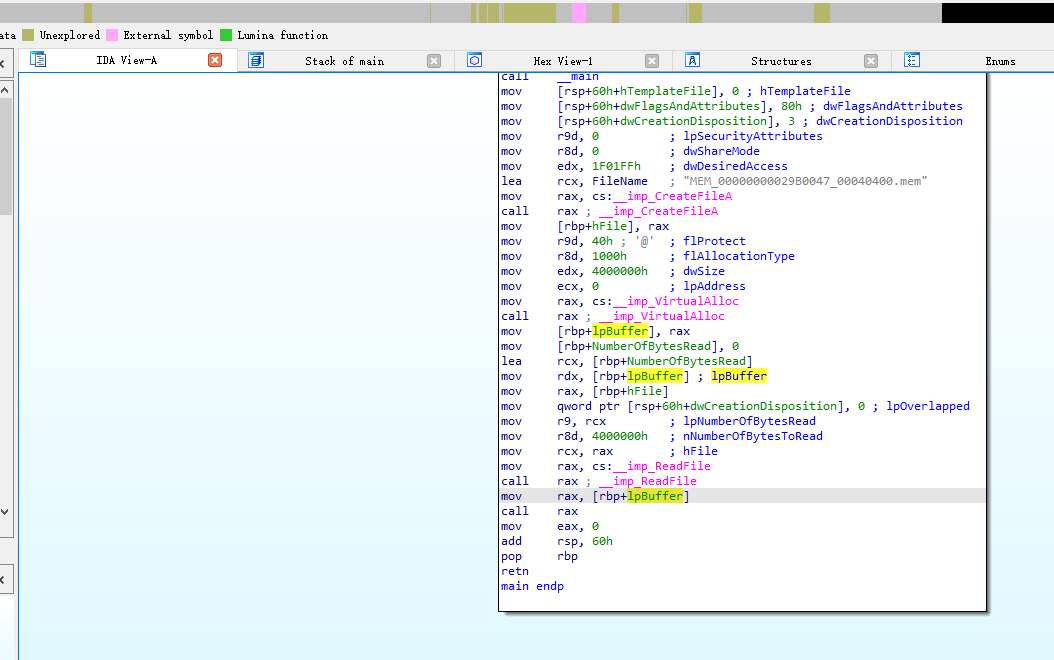 ata Unexplored External symbol Lumina function
IDA View-A Stack of main Hex View-1 Structures Enums
call __main
mov [rsp+60h+hTemplateFile], 0 ; hTemplateFile
mov [rsp+60h+dwFlagsAndAttributes], 80h ; dwFlagsAndAttributes
mov [rsp+60h+dwCreationDisposition], 3 ; dwCreationDisposition
mov r9d, 0 ; lpSecurityAttributes
mov r8d, 0 ; dwShareMode
mov edx, 1F01FFh ; dwDesiredAccess
lea rcx, FileName ; "MEM_00000000029B0047_00040400.mem"
mov rax, cs:__imp_CreateFileA
call rax ; __imp_CreateFileA
mov [rbp+hFile], rax
mov r9d, 40h ; '@' ; flProtect
mov r8d, 1000h ; flAllocationType
mov edx, 4000000h ; dwSize
mov ecx, 0 ; lpAddress
mov rax, cs:__imp_VirtualAlloc
call rax ; __imp_VirtualAlloc
mov [rbp+lpBuffer], rax
mov [rbp+NumberOfBytesRead], 0
lea rcx, [rbp+NumberOfBytesRead]
mov rdx, [rbp+lpBuffer] ; lpBuffer
mov rax, [rbp+hFile]
mov qword ptr [rsp+60h+dwCreationDisposition], 0 ; lpOverlapped
mov r9, rcx ; lpNumberOfBytesRead
mov r8d, 4000000h ; nNumberOfBytesToRead
mov rcx, rax ; hFile
mov rax, cs:__imp_ReadFile
call rax ; __imp_ReadFile
mov rax, [rbp+lpBuffer]
call rax
mov eax, 0
add rsp, 60h
pop rbp
retn
main endp